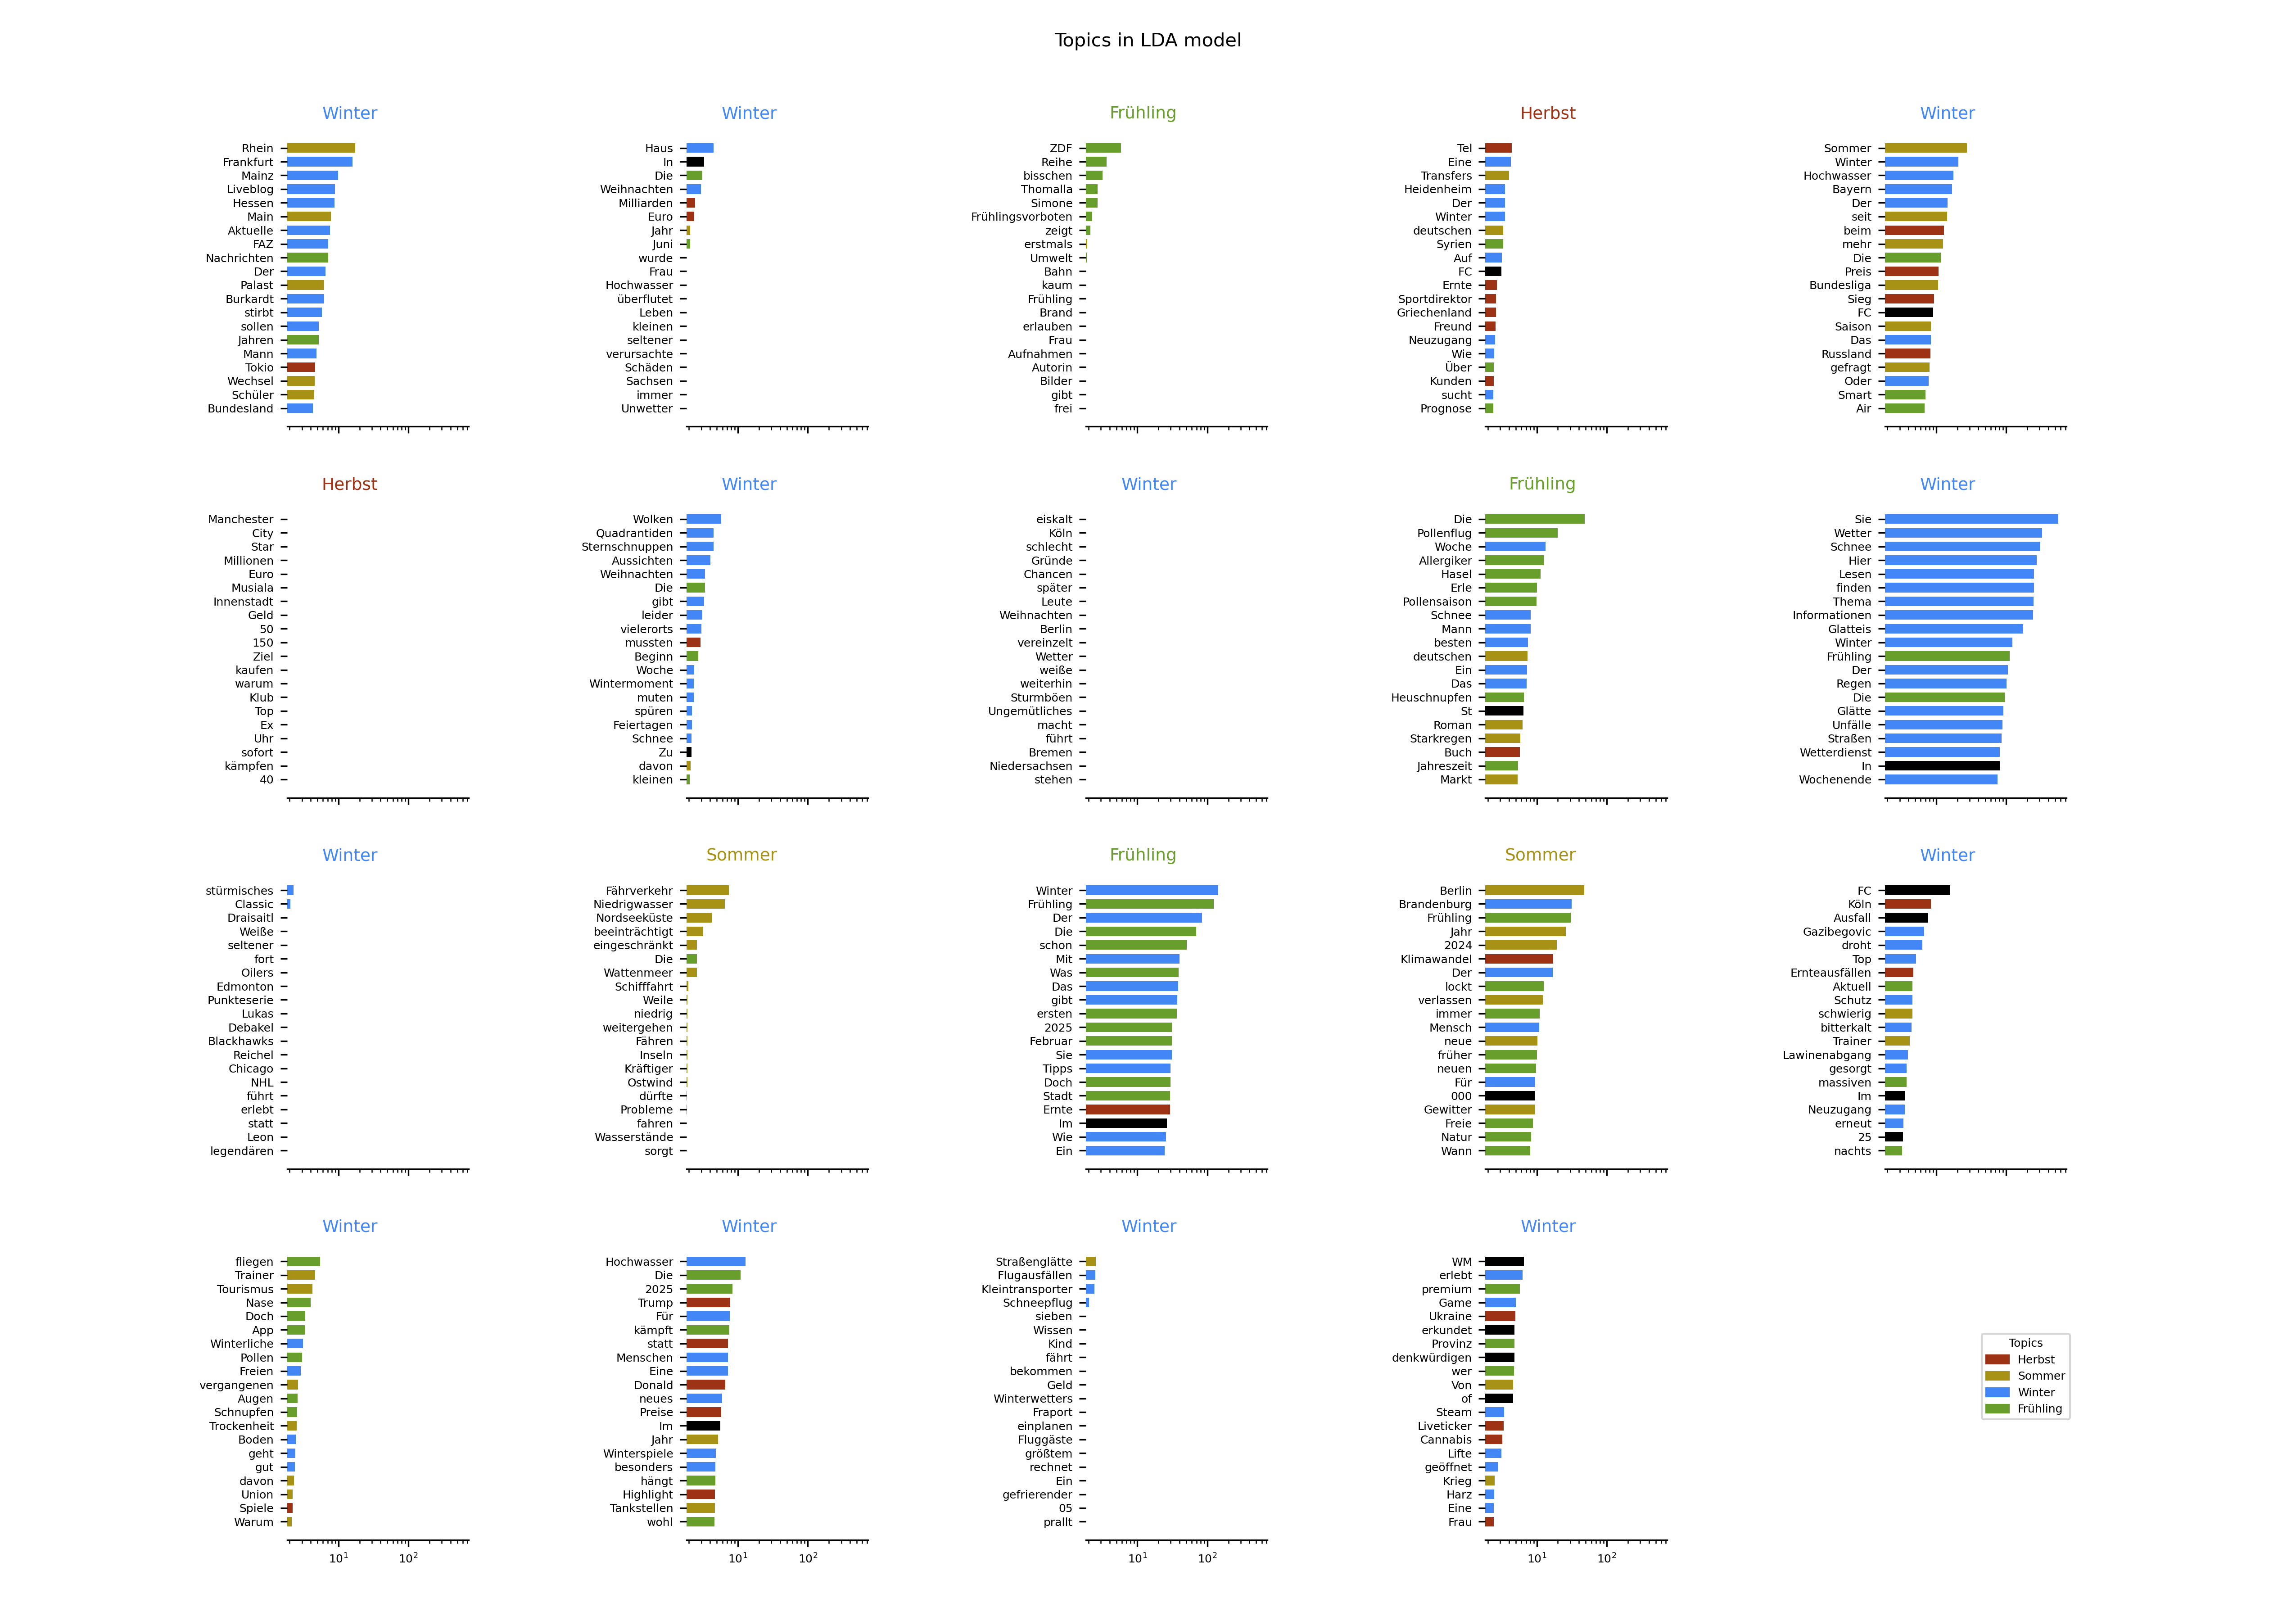 Topics in LDA model
Winter
Rhein
Frankfurt
Mainz
Liveblog
Hessen
Main
Aktuelle
FAZ
Nachrichten
Der
Palast
Burkardt
stirbt
sollen
Jahren
Mann
Tokio
Wechsel
Schüler
Bundesland
Winter
Haus
In
Die
Weihnachten
Milliarden
Euro
Jahr
Juni
wurde
Frau
Hochwasser
überflutet
Leben
kleinen
seltener
verursachte
Schäden
Sachsen
immer
Unwetter
Frühling
ZDF
Reihe
bisschen
Thomalla
Simone
Frühlingsvorboten
zeigt
erstmals
Umwelt
Bahn
kaum
Frühling
Brand
erlauben
Frau
Aufnahmen
Autorin
Bilder
gibt
frei
Herbst
Tel
Eine
Transfers
Heidenheim
Der
Winter
deutschen
Syrien
Auf
FC
Ernte
Sportdirektor
Griechenland
Freund
Neuzugang
Wie
Über
Kunden
sucht
Prognose
Winter
Sommer
Winter
Hochwasser
Bayern
Der
seit
beim
mehr
Die
Preis
Bundesliga
Sieg
FC
Saison
Das
Russland
gefragt
Oder
Smart
Air
Herbst
Manchester
City
Star
Millionen
Euro
Musiala
Innenstadt
Geld
50
150
Ziel
kaufen
warum
Klub
Top
Ex
Uhr
sofort
kämpfen
40
Winter
Wolken
Quadrantiden
Sternschnuppen
Aussichten
Weihnachten
Die
gibt
leider
vielerorts
mussten
Beginn
Woche
Wintermoment
muten
spüren
Feiertagen
Schnee
Zu
davon
kleinen
Winter
eiskalt
Köln
schlecht
Gründe
Chancen
später
Leute
Weihnachten
Berlin
vereinzelt
Wetter
weiße
weiterhin
Sturmböen
Ungemütliches
macht
führt
Bremen
Niedersachsen
stehen
Frühling
Die
Pollenflug
Woche
Allergiker
Hasel
Erle
Pollensaison
Schnee
Mann
besten
deutschen
Ein
Das
Heuschnupfen
St
Roman
Starkregen
Buch
Jahreszeit
Markt
Winter
Sie
Wetter
Schnee
Hier
Lesen
finden
Thema
Informationen
Glatteis
Winter
Frühling
Der
Regen
Die
Glätte
Unfälle
Straßen
Wetterdienst
In
Wochenende
Winter
stürmisches
Classic
Draisaitl
Weiße
seltener
fort
Oilers
Edmonton
Punkteserie
Lukas
Debakel
Blackhawks
Reichel
Chicago
NHL
führt
erlebt
statt
Leon
legendären
Sommer
Fährverkehr
Niedrigwasser
Nordseeküste
beeinträchtigt
eingeschränkt
Die
Wattenmeer
Schifffahrt
Weile
niedrig
weitergehen
Fähren
Inseln
Kräftiger
Ostwind
dürfte
Probleme
fahren
Wasserstände
sorgt
Frühling
Winter
Frühling
Der
Die
schon
Mit
Was
Das
gibt
ersten
2025
Februar
Sie
Tipps
Doch
Stadt
Ernte
Im
Wie
Ein
Sommer
Berlin
Brandenburg
Frühling
Jahr
2024
Klimawandel
Der
lockt
verlassen
immer
Mensch
neue
früher
neuen
Für
000
Gewitter
Freie
Natur
Wann
Winter
FC
Köln
Ausfall
Gazibegovic
droht
Top
Ernteausfällen
Aktuell
Schutz
schwierig
bitterkalt
Trainer
Lawinenabgang
gesorgt
massiven
Im
Neuzugang
erneut
25
nachts
Winter
fliegen
Trainer
Tourismus
Nase
Doch
App
Winterliche
Pollen
Freien
vergangenen
Augen
Schnupfen
Trockenheit
Boden
geht
gut
davon
Union
Spiele
Warum
10¹ 10²
Winter
Hochwasser
Die
2025
Trump
Für
kämpft
statt
Menschen
Eine
Donald
neues
Preise
Im
Jahr
Winterspiele
besonders
hängt
Highlight
Tankstellen
wohl
10¹ 10²
Winter
Straßenglätte
Flugausfällen
Kleintransporter
Schneepflug
sieben
Wissen
Kind
fährt
bekommen
Geld
Winterwetters
Fraport
einplanen
Fluggäste
größtem
rechnet
Ein
gefrierender
05
prallt
10¹ 10²
Winter
WM
erlebt
premium
Game
Ukraine
erkundet
Provinz
denkwürdigen
wer
Von
of
Steam
Liveticker
Cannabis
Lifte
geöffnet
Krieg
Harz
Eine
Frau
10¹ 10²
Topics
Herbst
Sommer
Winter
Frühling